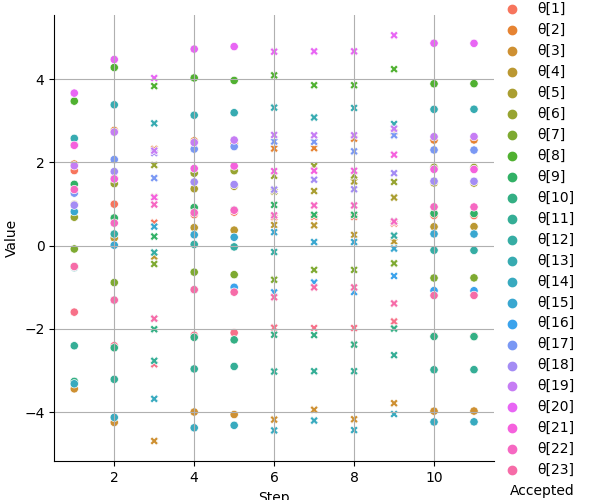 Value
4
2
0
−2
−4
2
4
6
8
10
Step
θ[1]
θ[2]
θ[3]
θ[4]
θ[5]
θ[6]
θ[7]
θ[8]
θ[9]
θ[10]
θ[11]
θ[12]
θ[13]
θ[14]
θ[15]
θ[16]
θ[17]
θ[18]
θ[19]
θ[20]
θ[21]
θ[22]
θ[23]
Accepted